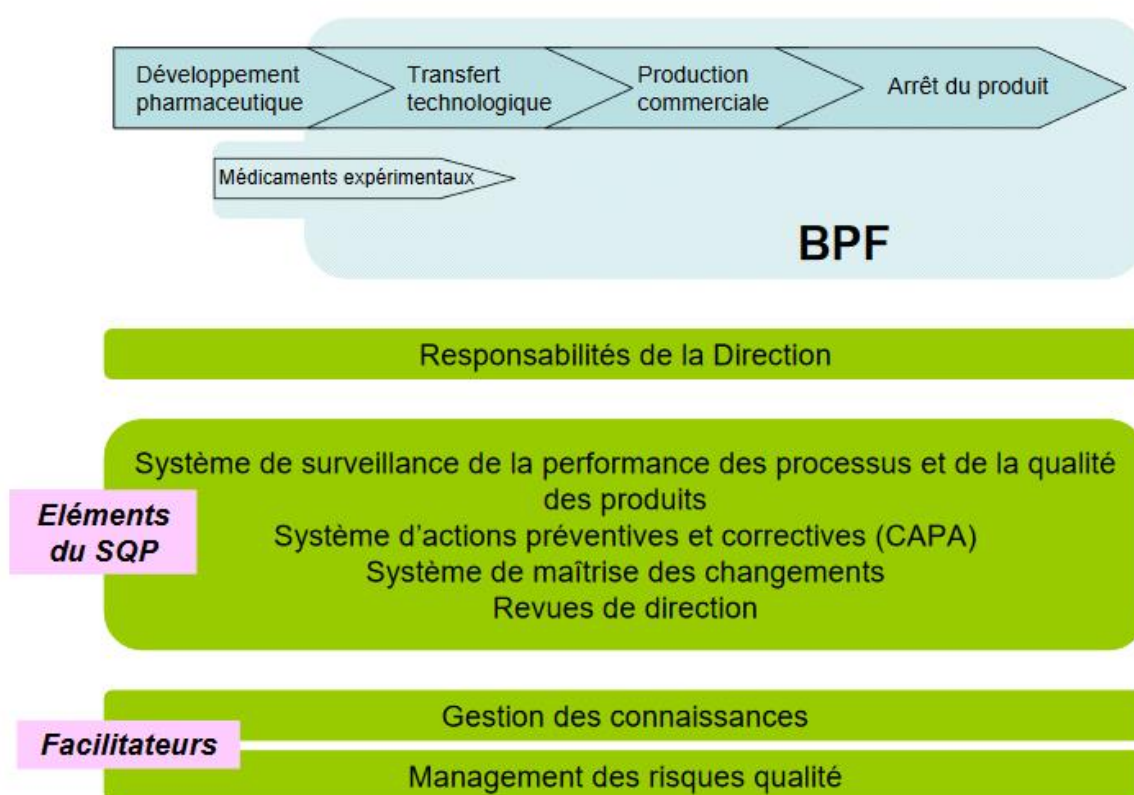 Développement
pharmaceutique
Transfert
technologique
Production
commerciale
Arrêt du produit
Médicaments expérimentaux
BPF
Responsabilités de la Direction
Système de surveillance de la performance des processus et de la qualité
des produits
Système d'actions préventives et correctives (CAPA)
Système de maîtrise des changements
Revues de direction
Eléments
du SQP
Gestion des connaissances
Facilitateurs
Management des risques qualité